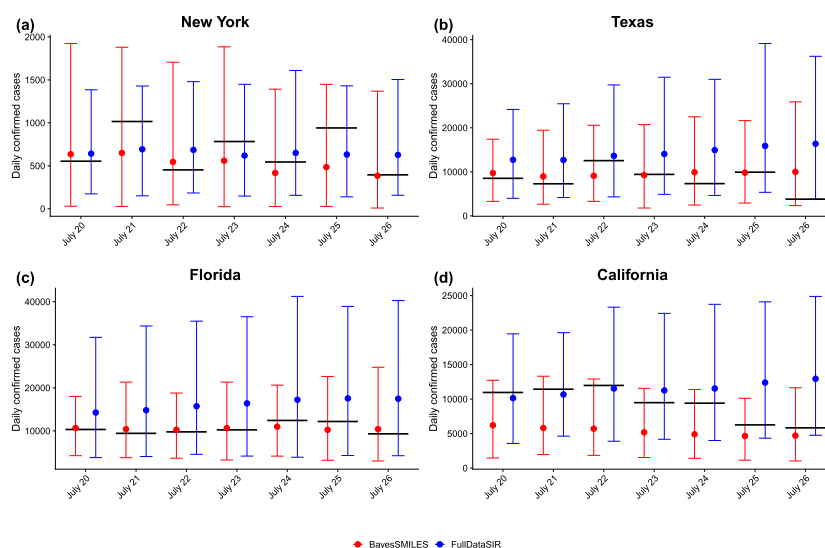 (a) New York
Daily confirmed cases
2000
1500
1000
500
0
July 20 July 21 July 22 July 23 July 24 July 25 July 26
(b) Texas
Daily confirmed cases
40000
30000
20000
10000
0
July 20 July 21 July 22 July 23 July 24 July 25 July 26
(c) Florida
Daily confirmed cases
40000
30000
20000
10000
July 20 July 21 July 22 July 23 July 24 July 25 July 26
(d) California
Daily confirmed cases
25000
20000
15000
10000
5000
0
July 20 July 21 July 22 July 23 July 24 July 25 July 26
BayesSMILES FullDataSIR